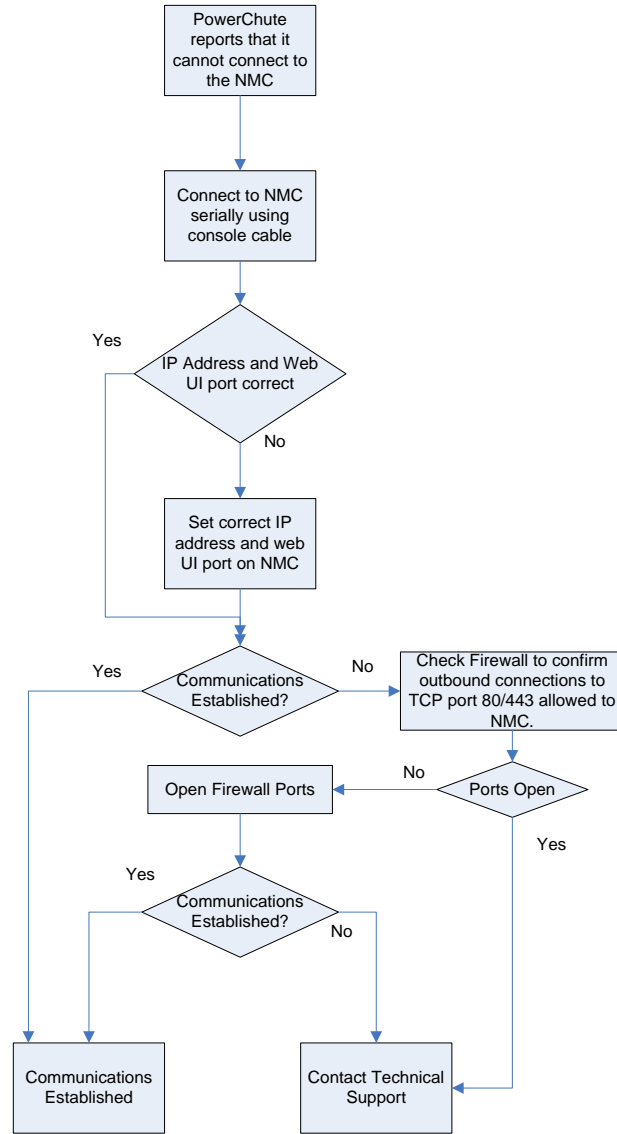 PowerChute
reports that it
cannot connect to
the NMC
Connect to NMC
serially using
console cable
Yes
IP Address and Web
UI port correct
No
Set correct IP
address and web
UI port on NMC
Yes
Communications
Established?
No
Check Firewall to confirm
outbound connections to
TCP port 80/443 allowed to
NMC.
Open Firewall Ports
No
Ports Open
Yes
Yes
Communications
Established?
No
Communications
Established
Contact Technical
Support